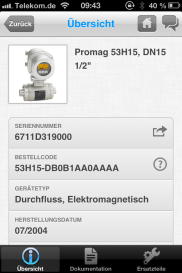 Telekom.de
09:43
40 %
Zurück
Übersicht
Promag 53H15, DN15
1/2"
SERIENNUMMER
6711D319000
BESTELLCODE
53H15-DB0B1AA0AAAA
?
GERÄTETYP
Durchfluss, Elektromagnetisch
HERSTELLUNGSDATUM
07/2004
Übersicht
Dokumentation
Ersatzteile